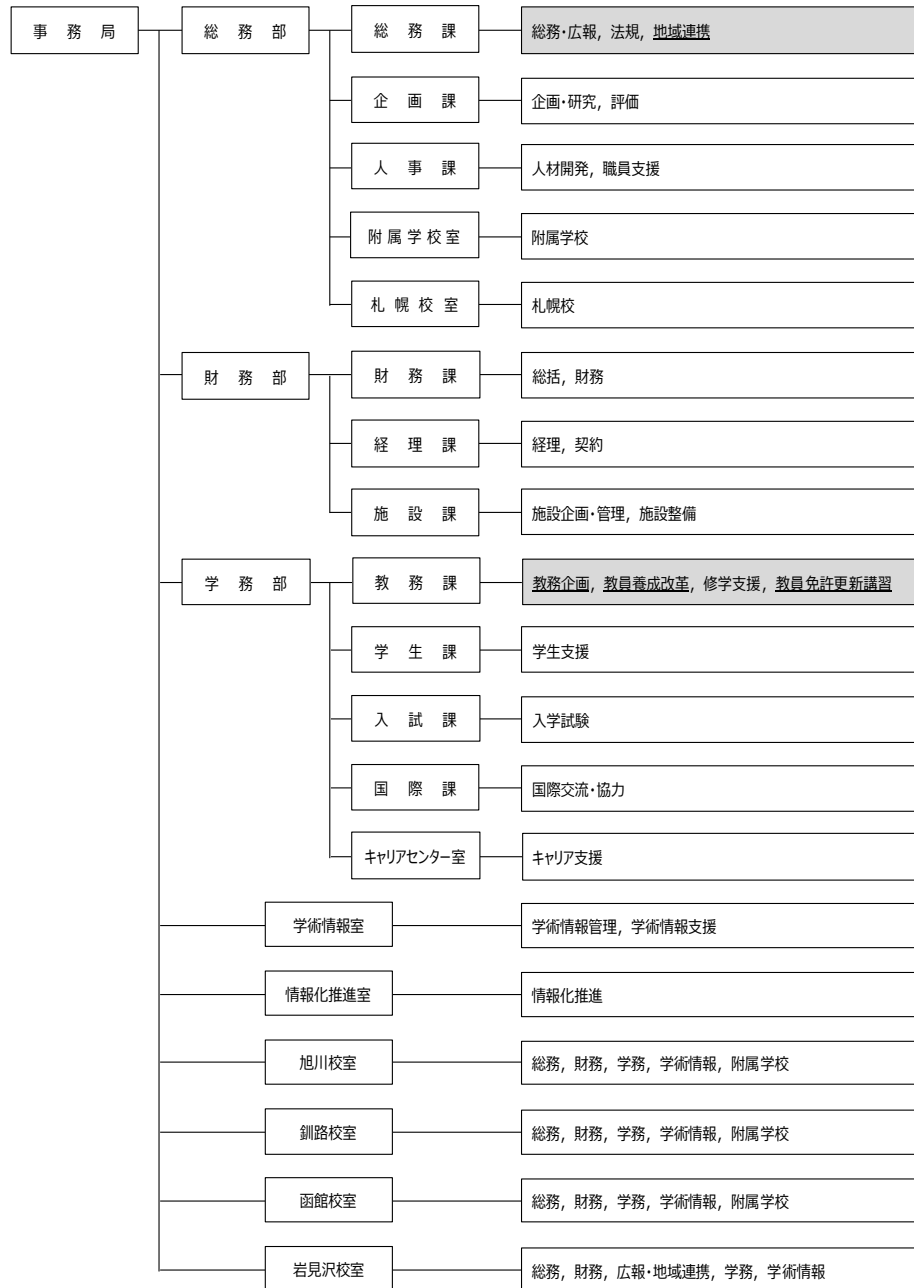 事務局 総務部 総務課 総務・広報，法規，地域連携
企画課 企画・研究，評価
人事課 人材開発，職員支援
附属学校室 附属学校
札幌校室 札幌校
財務部 財務課 総括，財務
経理課 経理，契約
施設課 施設企画・管理，施設整備
学務部 教務課 教務企画，教員養成改革，修学支援，教員免許更新講習
学生課 学生支援
入試課 入学試験
国際課 国際交流・協力
キャリアセンター室 キャリア支援
学術情報室 学術情報管理，学術情報支援
情報化推進室 情報化推進
旭川校室 総務，財務，学務，学術情報，附属学校
釧路校室 総務，財務，学務，学術情報，附属学校
函館校室 総務，財務，学務，学術情報，附属学校
岩見沢校室 総務，財務，広報・地域連携，学務，学術情報